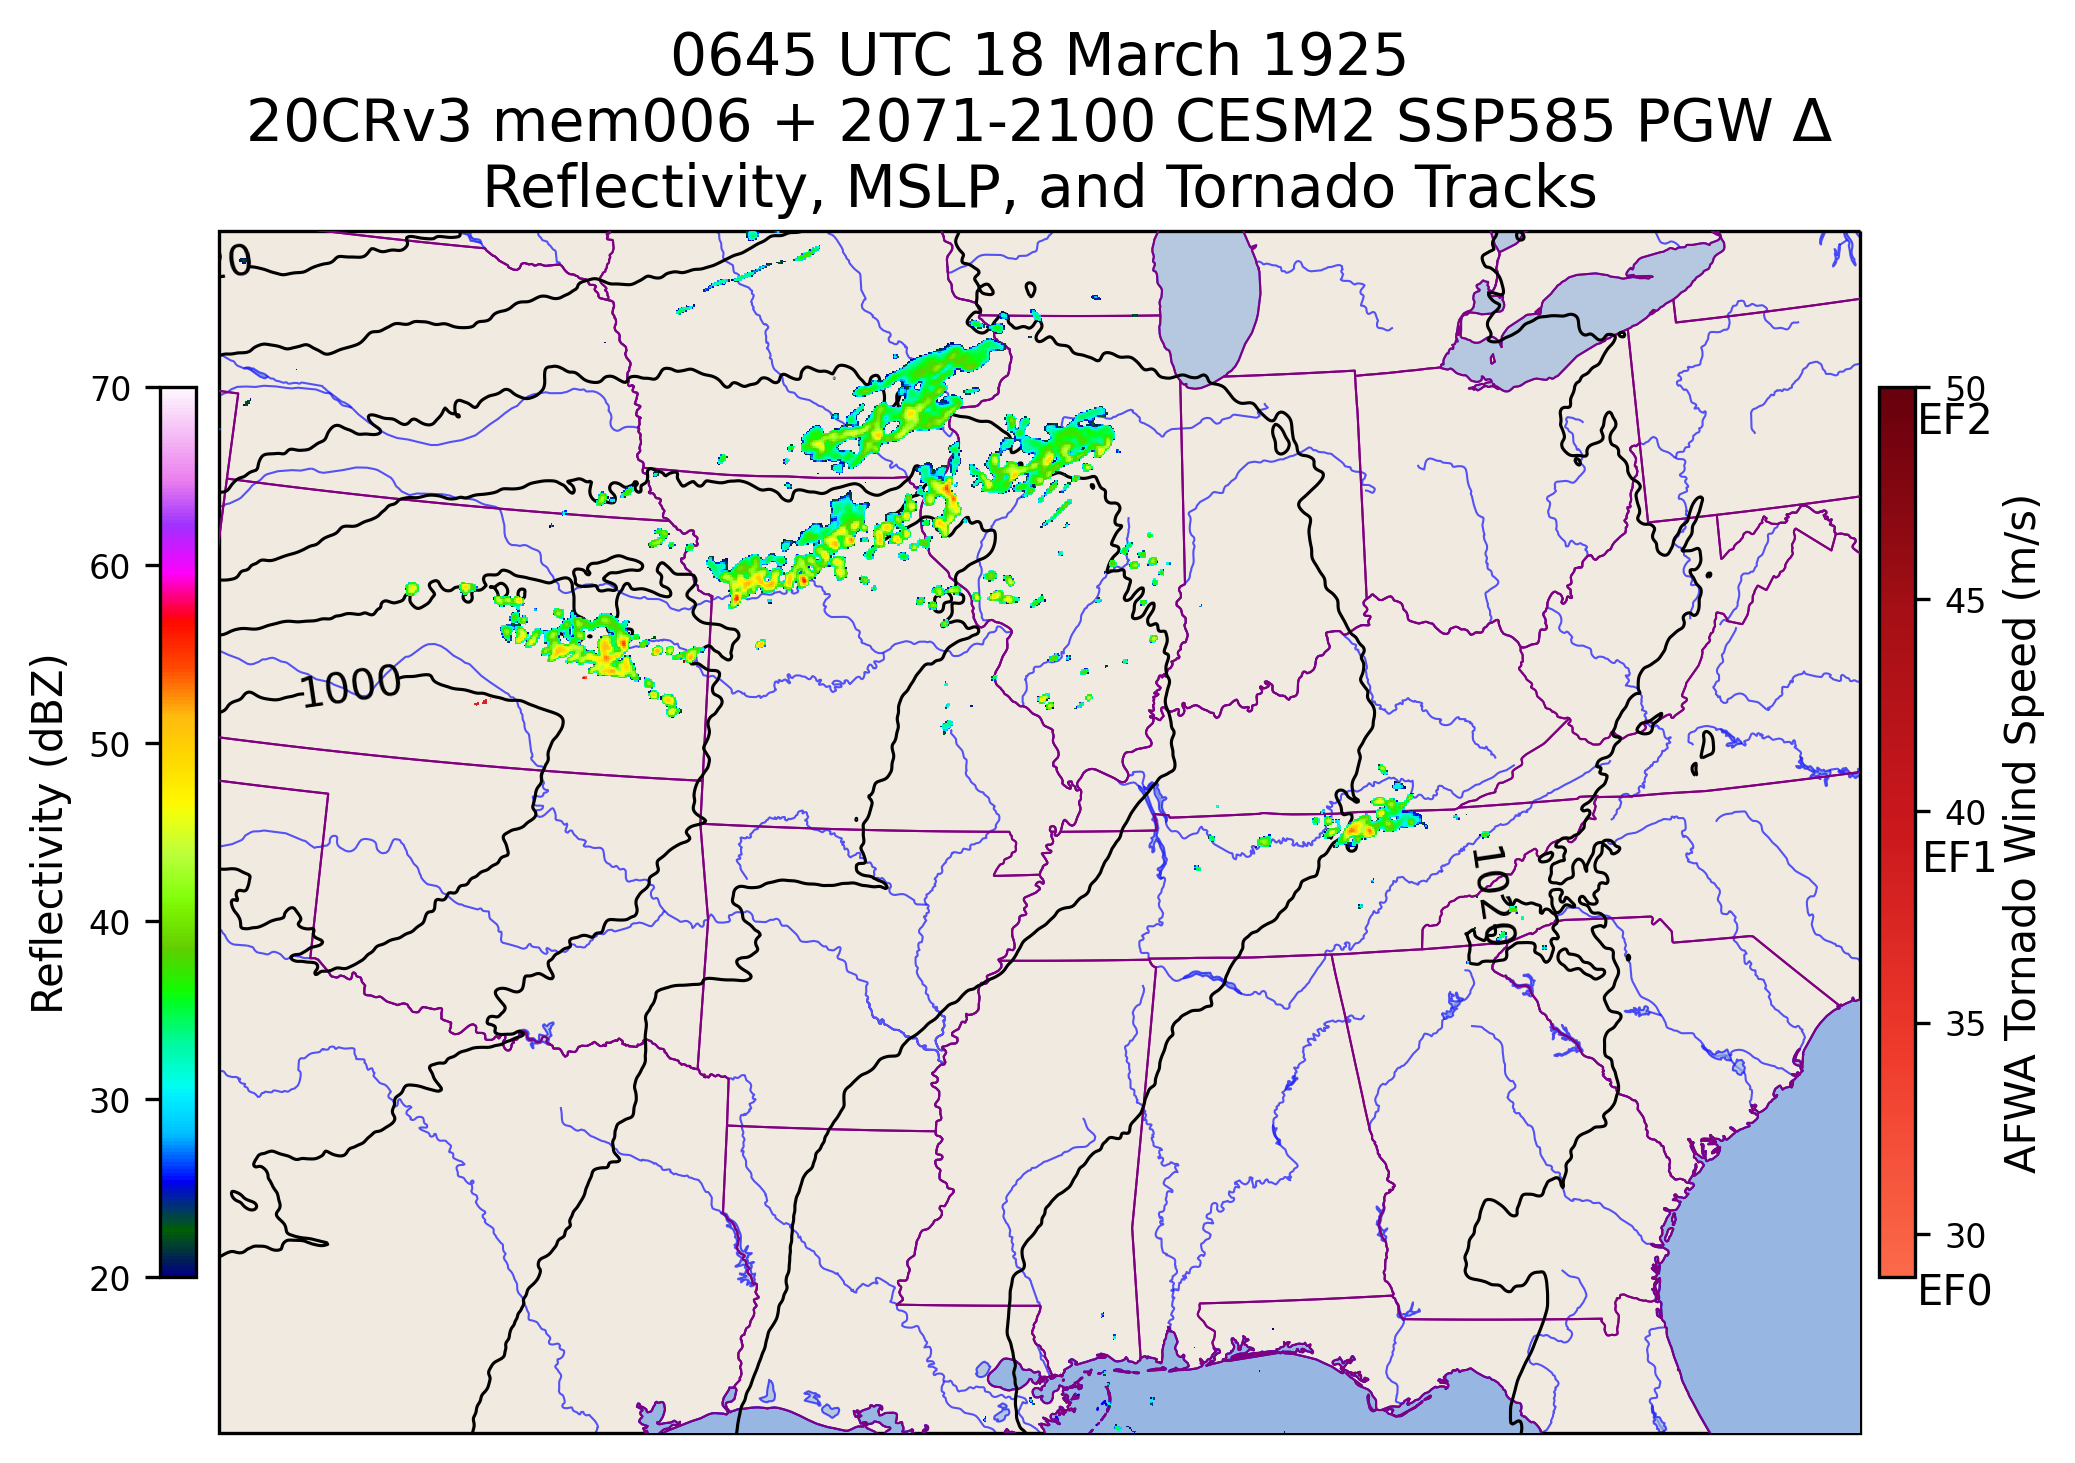 0645 UTC 18 March 1925
20CRv3 mem006 + 2071-2100 CESM2 SSP585 PGW Δ
Reflectivity, MSLP, and Tornado Tracks
Reflectivity (dBZ)
70
60
50
40
30
20
0
1000
1029
50
EF2
45
40
EF1
35
30
EF0
AFWA Tornado Wind Speed (m/s)